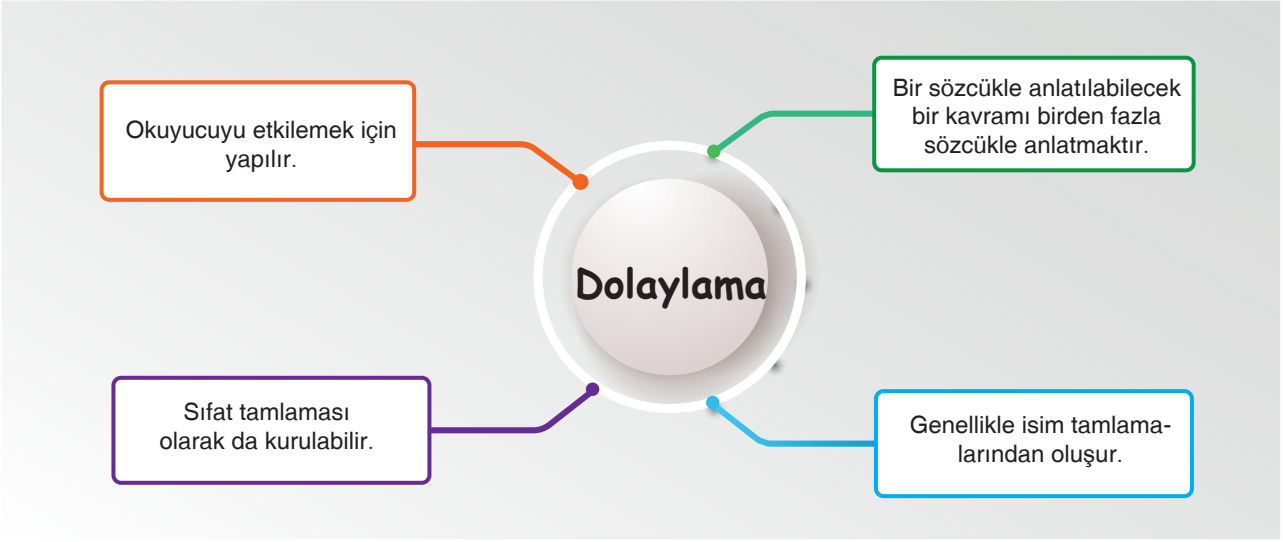 Okuyucuyu etkilemek için
yapılır.
Bir sözcükle anlatılabilecek
bir kavramı birden fazla
sözcükle anlatmaktır.
Dolaylama
Sıfat tamlaması
olarak da kurulabilir.
Genellikle isim tamlama-
larından oluşur.